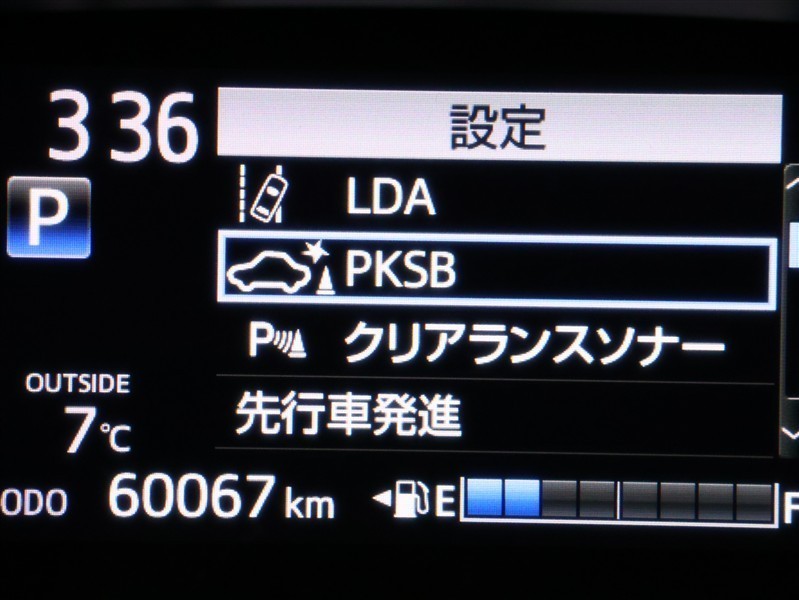 3 36
設定
LDA
P
PKSB
P クリアランスソナー
OUTSIDE
7℃
先行車発進
ODO 60067 km
E F